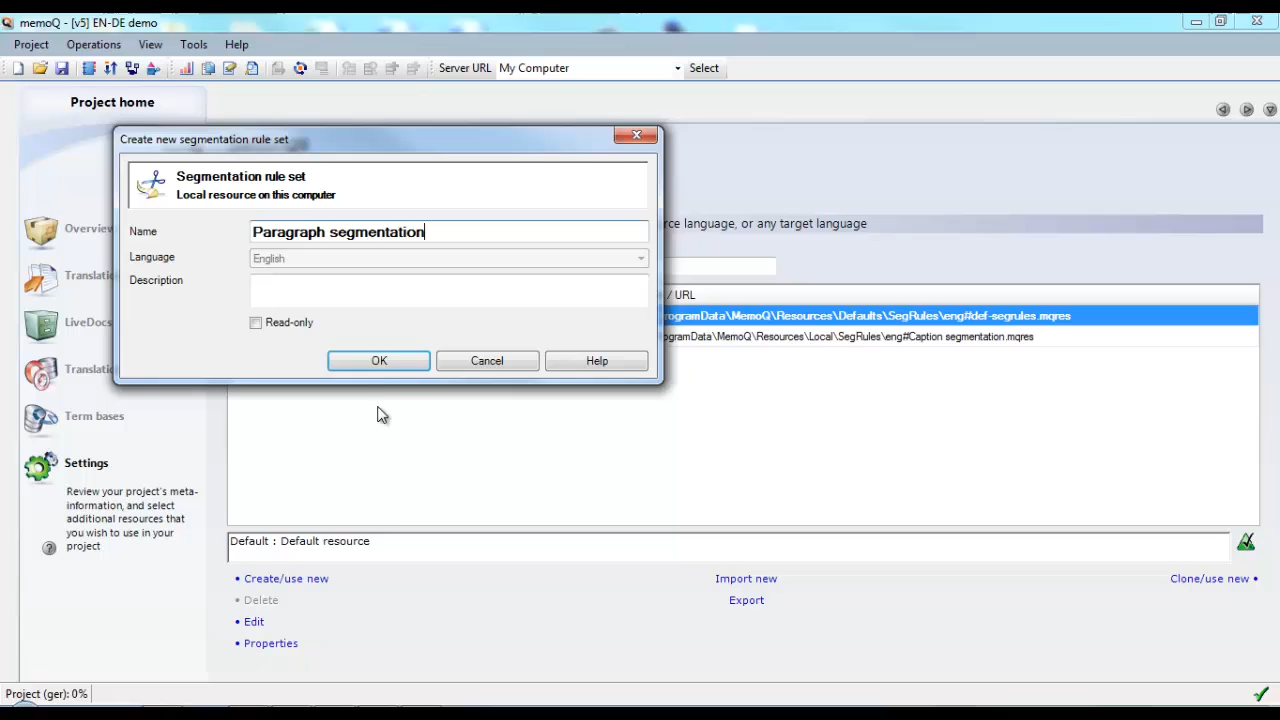 memoQ - [v5] EN-DE demo
Project Operations View Tools Help
Server URL My Computer Select
Project home
Create new segmentation rule set
Segmentation rule set
Local resource on this computer
Name Paragraph segmentation
rce language, or any target language
Overview
Language English
Description
Translati
/ URL
rogramData\MemoQ\Resources\Defaults\SegRules\eng#def-segrules.mqres
LiveDocs
Read-only
ogramData\MemoQ\Resources\Local\SegRules\eng#Caption segmentation.mqres
OK Cancel Help
Translati
Term bases
Settings
Review your project's meta-
information, and select
additional resources that
you wish to use in your
project
Default : Default resource
Create/use new Import new Clone/use new
Delete Export
Edit
Properties
Project (ger): 0%